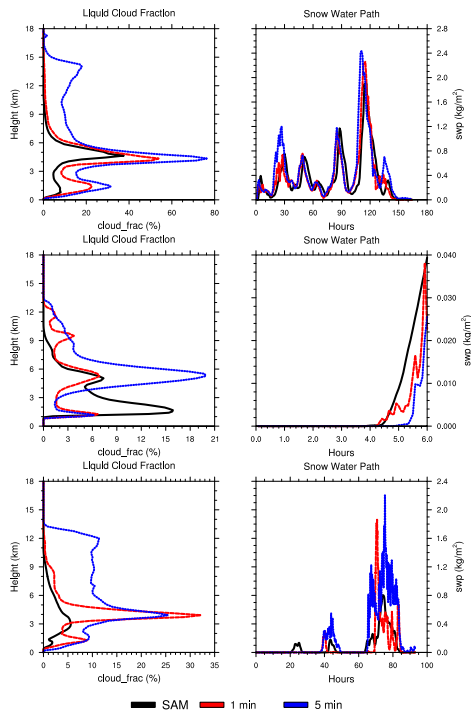 Liquid Cloud Fraction
Snow Water Path
18
15
12
9
6
3
0
Height (km)
0 20 40 60 80
cloud_frac (%)
2.8
2.4
2.0
1.6
1.2
0.8
0.4
0.0
swp (kg/m²)
0 30 60 90 120 150 180
Hours
Liquid Cloud Fraction
Snow Water Path
18
15
12
9
6
3
0
Height (km)
0 3 6 9 12 15 18 21
cloud_frac (%)
0.040
0.030
0.020
0.010
0.000
swp (kg/m²)
0.0 1.0 2.0 3.0 4.0 5.0 6.0
Hours
Liquid Cloud Fraction
Snow Water Path
18
15
12
9
6
3
0
Height (km)
0 5 10 15 20 25 30 35
cloud_frac (%)
2.4
2.0
1.6
1.2
0.8
0.4
0.0
swp (kg/m²)
0 20 40 60 80 100
Hours
SAM 1 min 5 min